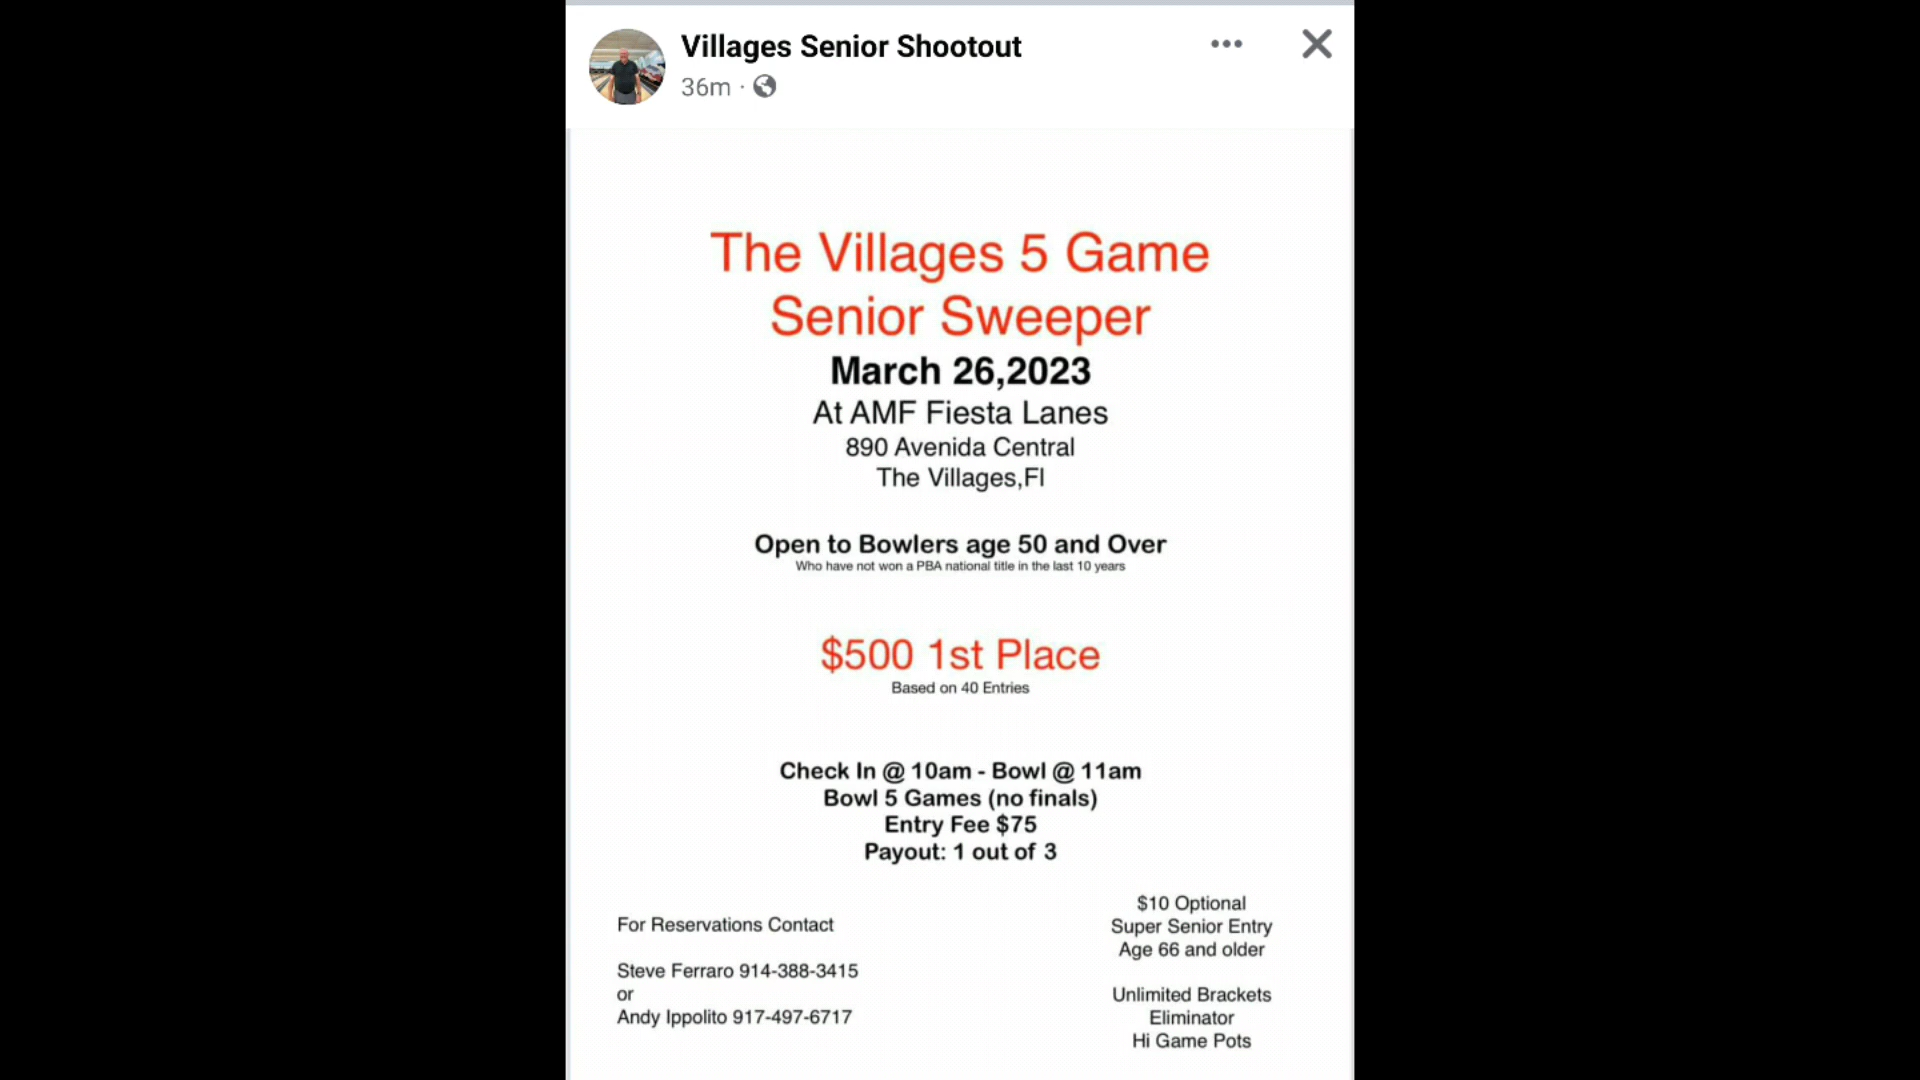 Villages Senior Shootout
36m ·
The Villages 5 Game
Senior Sweeper
March 26,2023
At AMF Fiesta Lanes
890 Avenida Central
The Villages,Fl
Open to Bowlers age 50 and Over
Who have not won a PBA national title in the last 10 years
$500 1st Place
Based on 40 Entries
Check In @ 10am - Bowl @ 11am
Bowl 5 Games (no finals)
Entry Fee $75
Payout: 1 out of 3
For Reservations Contact
Steve Ferraro 914-388-3415
or
Andy Ippolito 917-497-6717
$10 Optional
Super Senior Entry
Age 66 and older
Unlimited Brackets
Eliminator
Hi Game Pots